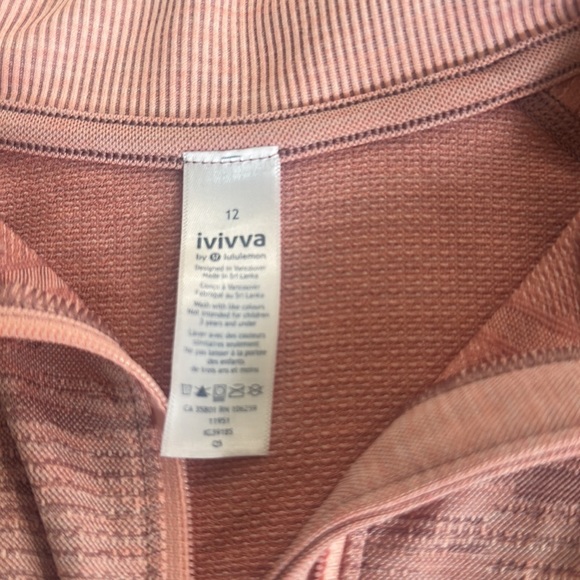 12
ivivva
by lululemon
Designed in Vancouver
Made in Sri Lanka
Conçu à Vancouver
Fabriqué au Sri Lanka
Wash with like colours
Not intended for children
3 years and under
Laver avec des couleurs
similaires seulement.
Ne pas laisser à la portée
des enfants
de trois ans et moins.
CA 35801 RN 106259
11951
QS